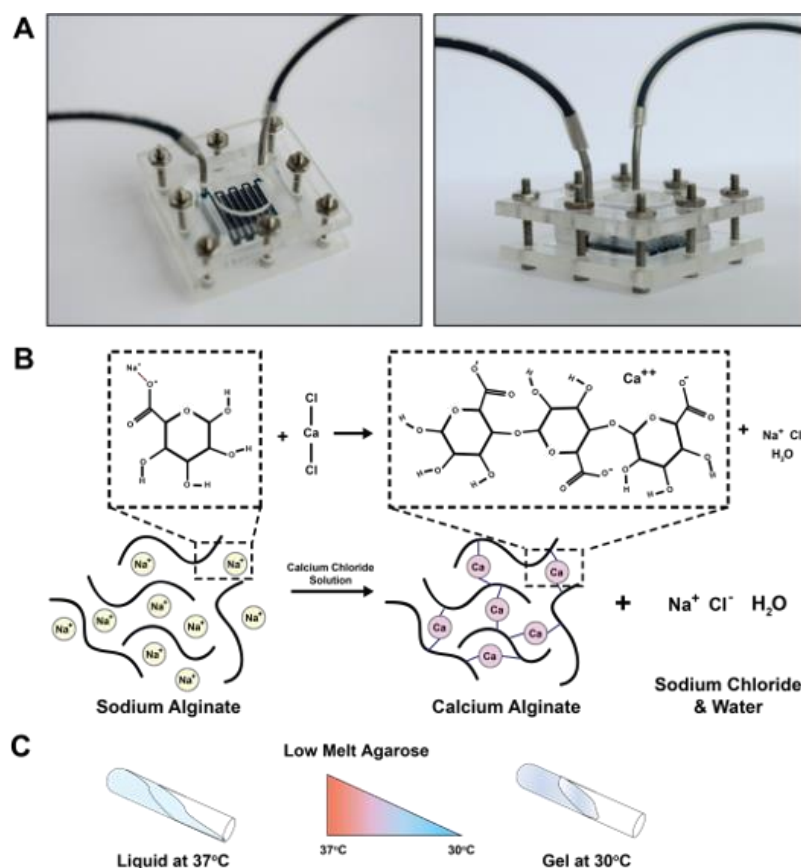 A
B
Na⁺
O⁻
O
O
H
O
H
O
H
O
H
O
+
Cl
Ca
Cl
O
O⁻
Ca⁺⁺
O⁻
H
O
O
H
O
O
H
O
O
O
O
O
O
H
O
O
H
O
H
O
O⁻
O
H
O
H
+
Na⁺ Cl
H₂O
Na⁺
Na⁺
Na⁺
Na⁺
Na⁺
Na⁺
Na⁺
Na⁺
Na⁺
Calcium Chloride
Solution
Ca
Ca
Ca
Ca
Ca
Ca
+
Na⁺ Cl⁻ H₂O
Sodium Alginate
Calcium Alginate
Sodium Chloride
& Water
C
Low Melt Agarose
37°C
30°C
Liquid at 37°C
Gel at 30°C